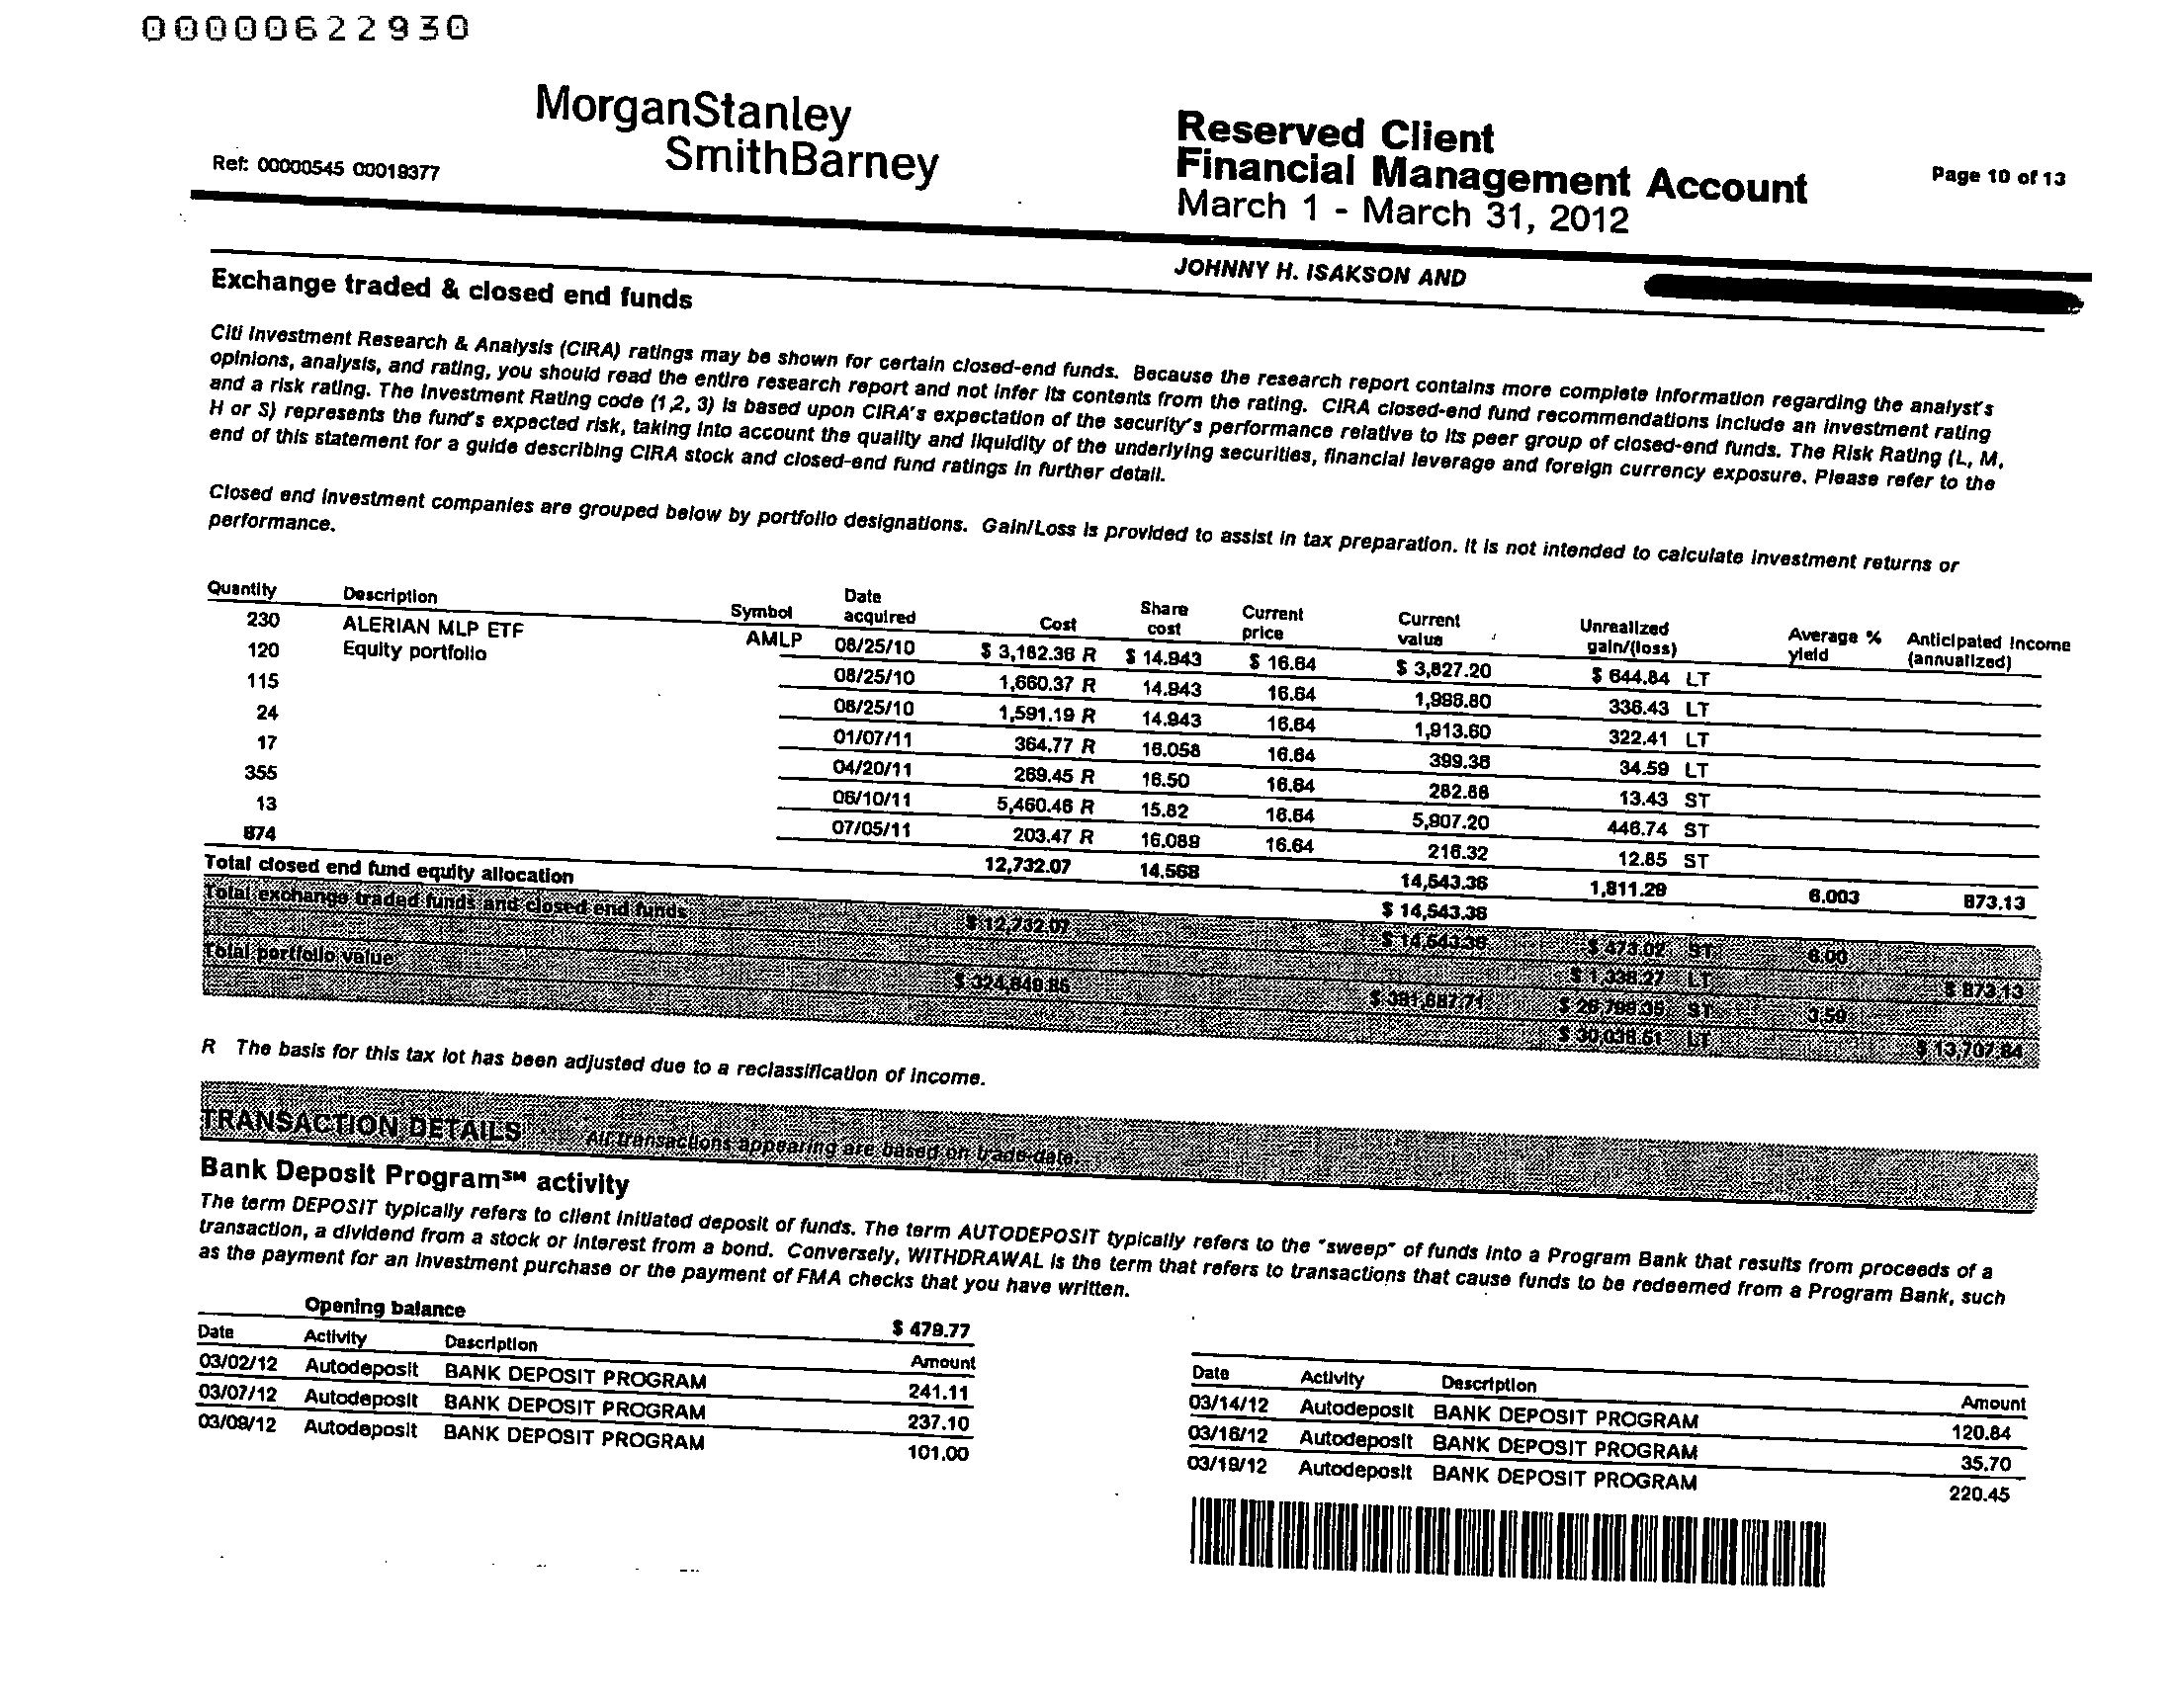 00000622930
MorganStanley
SmithBarney
Ref: 00000545 00019377
Reserved Client
Financial Management Account
March 1 - March 31, 2012
Page 10 of 13
JOHNNY H. ISAKSON AND
Exchange traded & closed end funds
Citi Investment Research & Analysis (CIRA) ratings may be shown for certain closed-end funds. Because the research report contains more complete information regarding the analyst's
opinions, analysis, and rating, you should read the entire research report and not infer its contents from the rating. CIRA closed-end fund recommendations include an investment rating
and a risk rating. The Investment Rating code (1,2, 3) is based upon CIRA's expectation of the security's performance relative to its peer group of closed-end funds. The Risk Rating (L, M,
H or S) represents the fund's expected risk, taking into account the quality and liquidity of the underlying securities, financial leverage and foreign currency exposure. Please refer to the
end of this statement for a guide describing CIRA stock and closed-end fund ratings in further detail.
Closed end investment companies are grouped below by portfolio designations. Gain/Loss is provided to assist in tax preparation. It is not intended to calculate investment returns or
performance.
Quantity Description Symbol Date acquired Cost Share cost Current price Current value Unrealized gain/(loss) Average % yield Anticipated Income (annualized)
230 ALERIAN MLP ETF AMLP 08/25/10 $ 3,182.36 R $ 14.943 $ 16.64 $ 3,827.20 $ 644.84 LT
120 Equity portfolio 08/25/10 1,660.37 R 14.943 16.64 1,996.80 336.43 LT
115 08/25/10 1,591.19 R 14.943 16.64 1,913.60 322.41 LT
24 01/07/11 364.77 R 16.058 16.64 399.36 34.59 LT
17 04/20/11 269.45 R 16.50 16.64 282.88 13.43 ST
355 06/10/11 5,460.46 R 15.82 16.64 5,907.20 446.74 ST
13 07/05/11 203.47 R 16.089 16.64 216.32 12.85 ST
874 12,732.07 14.568 14,543.36 1,811.29 6.003 873.13
Total closed end fund equity allocation $ 14,543.36
Total exchange traded funds and closed end funds $ 12,732.07 $ 14,543.36 $ 473.02 ST 6.00
$ 1,338.27 LT $ 873.13
Total portfolio value $ 324,849.86 $ 381,687.71 $ 26,799.35 ST 3.59
$ 30,038.51 LT $ 13,707.84
R The basis for this tax lot has been adjusted due to a reclassification of income.
TRANSACTION DETAILS All transactions appearing are based on trade-date.
Bank Deposit Program℠ activity
The term DEPOSIT typically refers to client initiated deposit of funds. The term AUTODEPOSIT typically refers to the "sweep" of funds into a Program Bank that results from proceeds of a
transaction, a dividend from a stock or interest from a bond. Conversely, WITHDRAWAL is the term that refers to transactions that cause funds to be redeemed from a Program Bank, such
as the payment for an investment purchase or the payment of FMA checks that you have written.
Opening balance $ 479.77
Date Activity Description Amount
03/02/12 Autodeposit BANK DEPOSIT PROGRAM 241.11
03/07/12 Autodeposit BANK DEPOSIT PROGRAM 237.10
03/09/12 Autodeposit BANK DEPOSIT PROGRAM 101.00
Date Activity Description Amount
03/14/12 Autodeposit BANK DEPOSIT PROGRAM 120.84
03/16/12 Autodeposit BANK DEPOSIT PROGRAM 35.70
03/19/12 Autodeposit BANK DEPOSIT PROGRAM 220.45